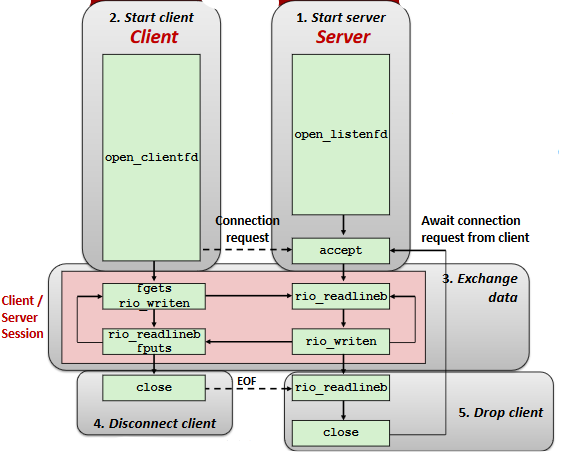 2. Start client
Client
1. Start server
Server
open_clientfd
open_listenfd
Connection
request
Await connection
request from client
accept
3. Exchange
data
Client /
Server
Session
fgets
rio_writen
rio_readlineb
rio_readlineb
fputs
rio_writen
close
EOF
rio_readlineb
4. Disconnect client
5. Drop client
close